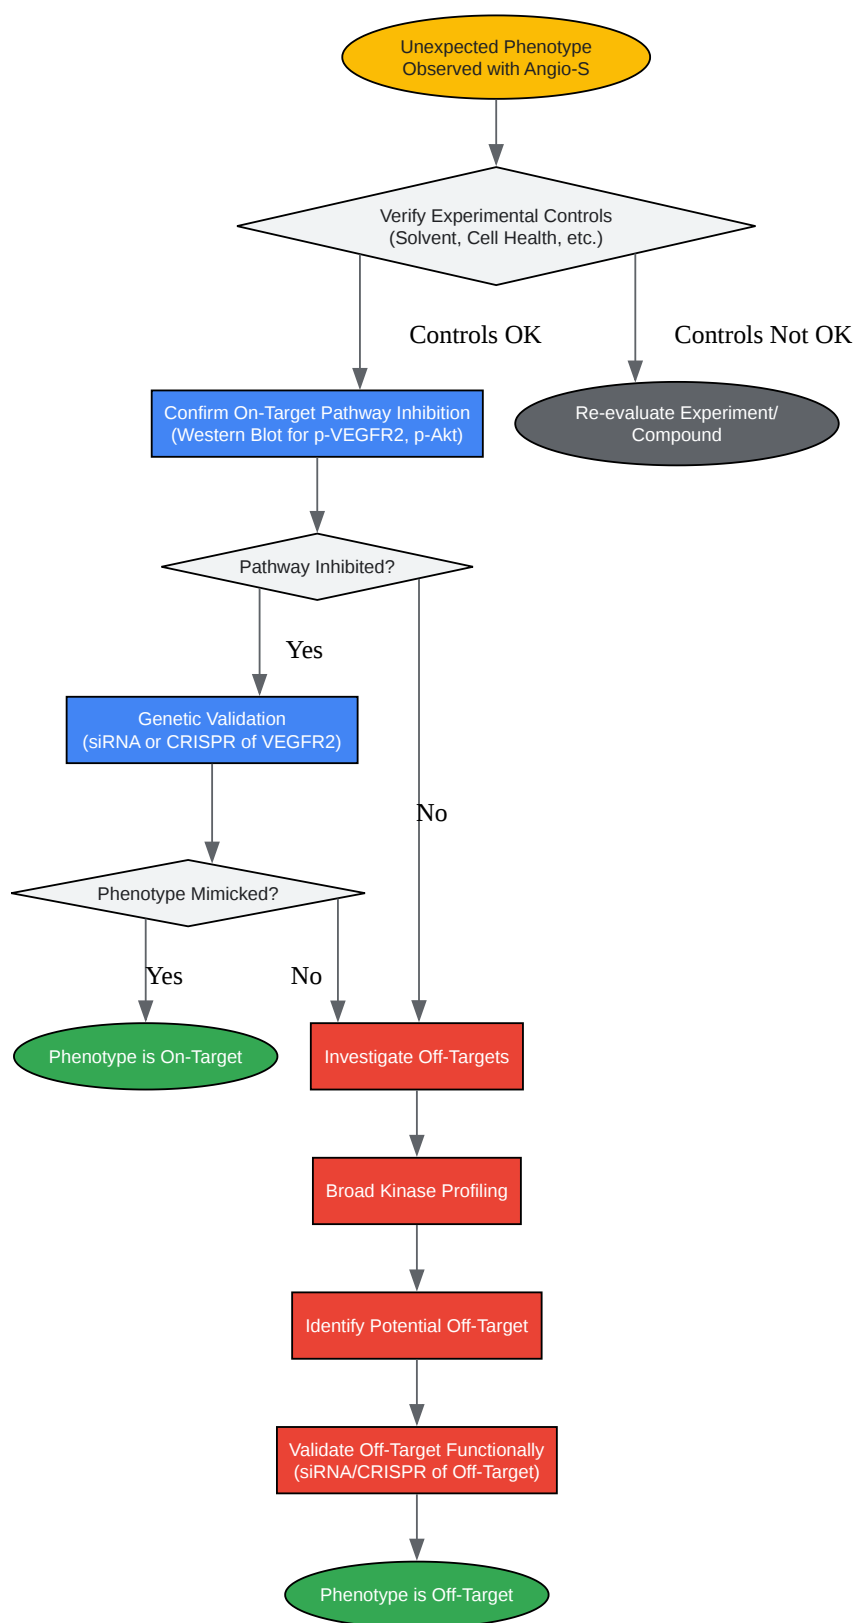 Unexpected Phenotype
Observed with Angio-S
Verify Experimental Controls
(Solvent, Cell Health, etc.)
Controls OK
Controls Not OK
Confirm On-Target Pathway Inhibition
(Western Blot for p-VEGFR2, p-Akt)
Re-evaluate Experiment/
Compound
Pathway Inhibited?
Yes
Genetic Validation
(siRNA or CRISPR of VEGFR2)
No
Phenotype Mimicked?
Yes
No
Phenotype is On-Target
Investigate Off-Targets
Broad Kinase Profiling
Identify Potential Off-Target
Validate Off-Target Functionally
(siRNA/CRISPR of Off-Target)
Phenotype is Off-Target